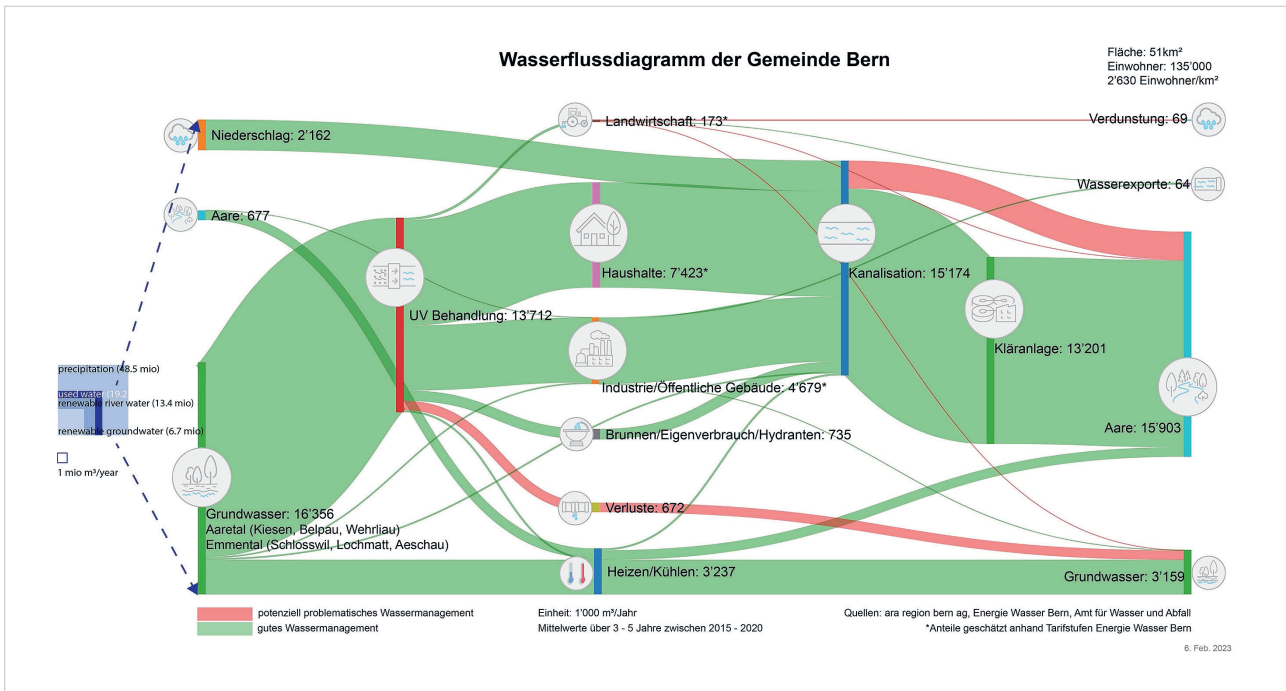 Wasserflussdiagramm der Gemeinde Bern
Fläche: 51km²
Einwohner: 135’000
2’630 Einwohner/km²
Niederschlag: 2’162
Landwirtschaft: 173*
Verdunstung: 69
Aare: 677
Wasserexporte: 64
Haushalte: 7’423*
Kanalisation: 15’174
UV Behandlung: 13’712
Kläranlage: 13’201
precipitation (48.5 mio)
used water (19.2
renewable river water (13.4 mio)
renewable groundwater (6.7 mio)
1 mio m³/year
Industrie/Öffentliche Gebäude: 4’679*
Aare:
15’903
Brunnen/Eigenverbrauch/Hydranten: 735
Grundwasser: 16’356
Aaretal (Kiesen, Belpau, Wehrliau)
Emmental (Schlosswil, Lochmatt, Aeschau)
Verluste: 672
Heizen/Kühlen: 3’237
Grundwasser: 3’159
potenziell problematisches Wassermanagement
gutes Wassermanagement
Einheit: 1’000 m³/Jahr
Mittelwerte über 3 - 5 Jahre zwischen 2015 - 2020
Quellen: ara region bern ag, Energie Wasser Bern, Amt für Wasser und Abfall
*Anteile geschätzt anhand Tarifstufen Energie Wasser Bern
6. Feb. 2023